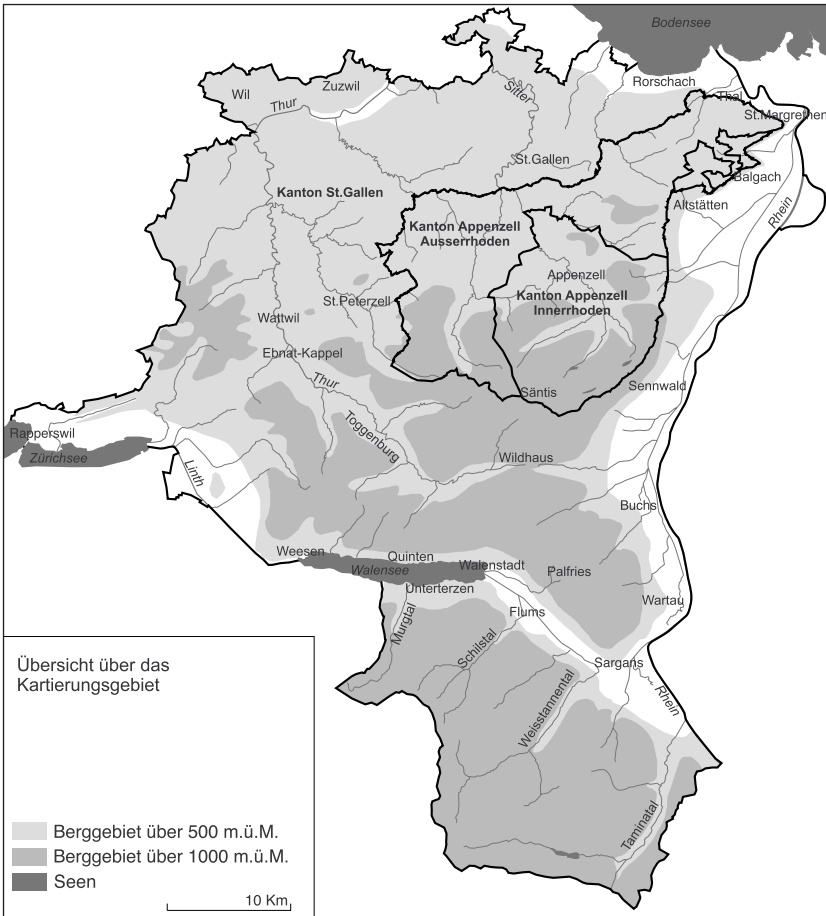 Bodensee
Rorschach
Wil
Zuzwil
Thur
Sitter
Thal
St.Margrethen
St.Gallen
Balgach
Kanton St.Gallen
Altstätten
Rhein
Kanton Appenzell
Ausserrhoden
Appenzell
Kanton Appenzell
Innerrhoden
St.Peterzell
Wattwil
Ebnat-Kappel
Thur
Säntis
Sennwald
Toggenburg
Rapperswil
Zürichsee
Linth
Wildhaus
Buchs
Weesen
Quinten
Walensee
Walenstadt
Palfries
Unterterzen
Wartau
Murgtal
Flums
Schilstal
Sargans
Rhein
Weisstannental
Taminatal
Übersicht über das
Kartierungsgebiet
Berggebiet über 500 m.ü.M.
Berggebiet über 1000 m.ü.M.
Seen
10 Km